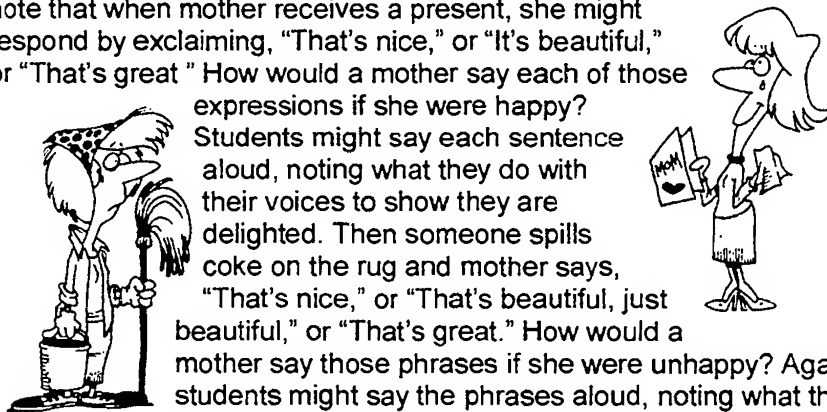 note that when mother receives a present, she might
espond by exclaiming, “That's nice,” or “It's beautiful,”
or “That's great ” How would a mother say each of those
expressions if she were happy?
Students might say each sentence
aloud, noting what they do with
their voices to show they are
delighted. Then someone spills
coke on the rug and mother says,
“That's nice,” or “That's beautiful, just
beautiful,” or “That's great.” How would a
mother say those phrases if she were unhappy? Aga
students might say the phrases aloud, noting what th
MOM